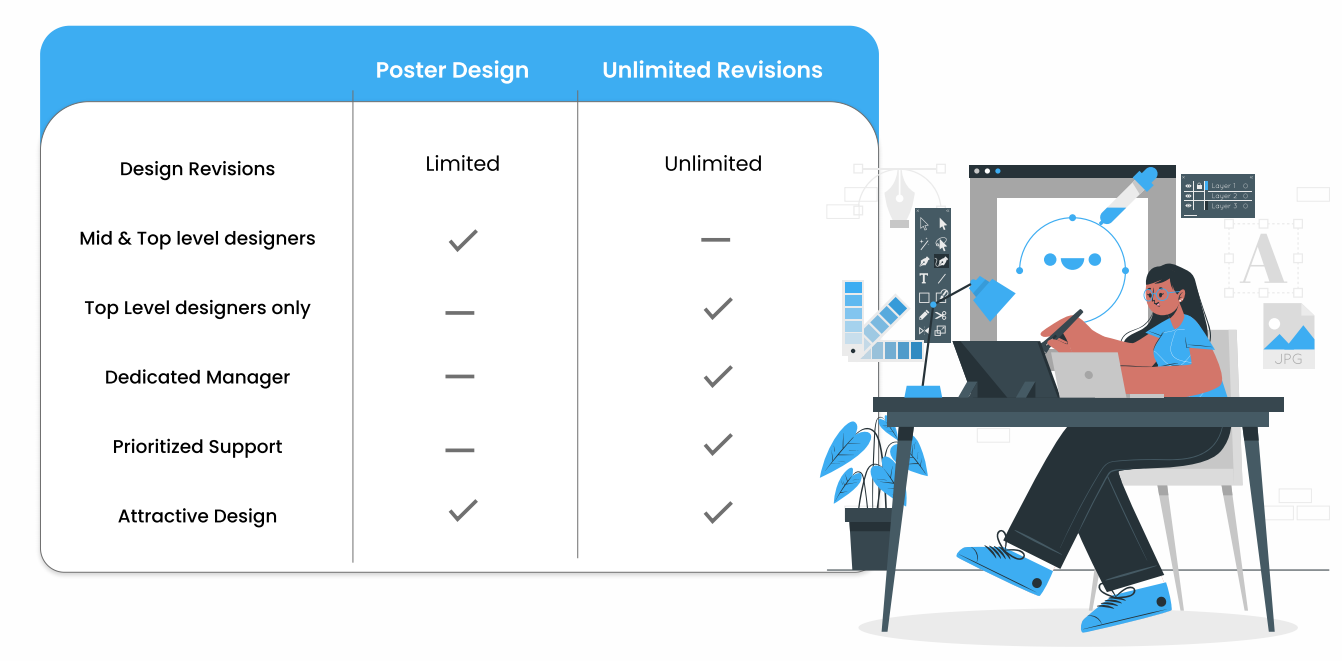 Poster Design Unlimited Revisions
Design Revisions Limited Unlimited
Mid & Top level designers
Top Level designers only
Dedicated Manager
Prioritized Support
Attractive Design
Layer 1
Layer 2
Layer 3
T
A
JPG